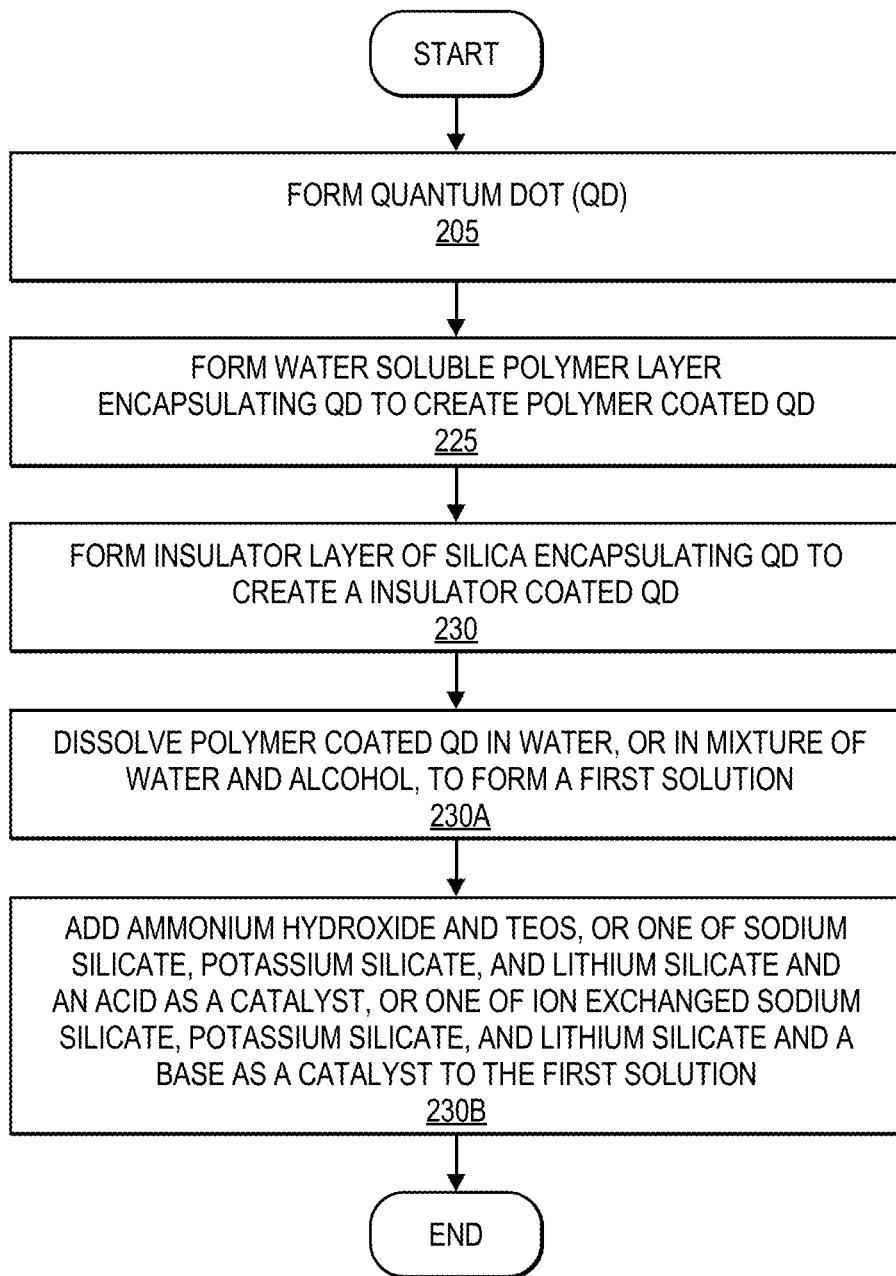 START
FORM QUANTUM DOT (QD)
205
FORM WATER SOLUBLE POLYMER LAYER
ENCAPSULATING QD TO CREATE POLYMER COATED QD
225
FORM INSULATOR LAYER OF SILICA ENCAPSULATING QD TO
CREATE A INSULATOR COATED QD
230
DISSOLVE POLYMER COATED QD IN WATER, OR IN MIXTURE OF
WATER AND ALCOHOL, TO FORM A FIRST SOLUTION
230A
ADD AMMONIUM HYDROXIDE AND TEOS, OR ONE OF SODIUM
SILICATE, POTASSIUM SILICATE, AND LITHIUM SILICATE AND
AN ACID AS A CATALYST, OR ONE OF ION EXCHANGED SODIUM
SILICATE, POTASSIUM SILICATE, AND LITHIUM SILICATE AND A
BASE AS A CATALYST TO THE FIRST SOLUTION
230B
END